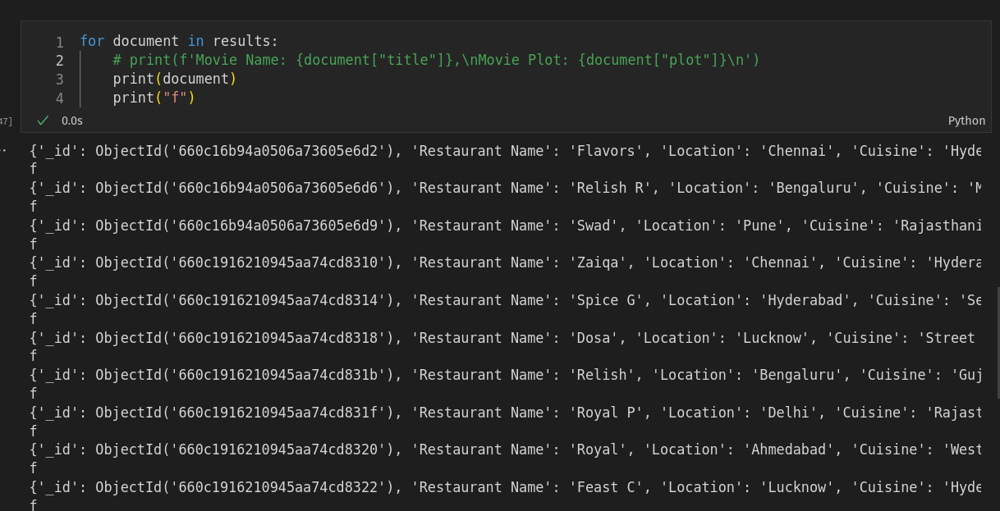 1 for document in results:
2 # print(f'Movie Name: {document["title"]},\nMovie Plot: {document["plot"]}\n')
3 print(document)
4 print("f")
47] ✓ 0.0s Python
{'_id': ObjectId('660c16b94a0506a73605e6d2'), 'Restaurant Name': 'Flavors', 'Location': 'Chennai', 'Cuisine': 'Hyde
f
{'_id': ObjectId('660c16b94a0506a73605e6d6'), 'Restaurant Name': 'Relish R', 'Location': 'Bengaluru', 'Cuisine': 'M
f
{'_id': ObjectId('660c16b94a0506a73605e6d9'), 'Restaurant Name': 'Swad', 'Location': 'Pune', 'Cuisine': 'Rajasthani
f
{'_id': ObjectId('660c1916210945aa74cd8310'), 'Restaurant Name': 'Zaiqa', 'Location': 'Chennai', 'Cuisine': 'Hydera
f
{'_id': ObjectId('660c1916210945aa74cd8314'), 'Restaurant Name': 'Spice G', 'Location': 'Hyderabad', 'Cuisine': 'Se
f
{'_id': ObjectId('660c1916210945aa74cd8318'), 'Restaurant Name': 'Dosa', 'Location': 'Lucknow', 'Cuisine': 'Street
f
{'_id': ObjectId('660c1916210945aa74cd831b'), 'Restaurant Name': 'Relish', 'Location': 'Bengaluru', 'Cuisine': 'Guj
f
{'_id': ObjectId('660c1916210945aa74cd831f'), 'Restaurant Name': 'Royal P', 'Location': 'Delhi', 'Cuisine': 'Rajast
f
{'_id': ObjectId('660c1916210945aa74cd8320'), 'Restaurant Name': 'Royal', 'Location': 'Ahmedabad', 'Cuisine': 'West
f
{'_id': ObjectId('660c1916210945aa74cd8322'), 'Restaurant Name': 'Feast C', 'Location': 'Lucknow', 'Cuisine': 'Hyde
f